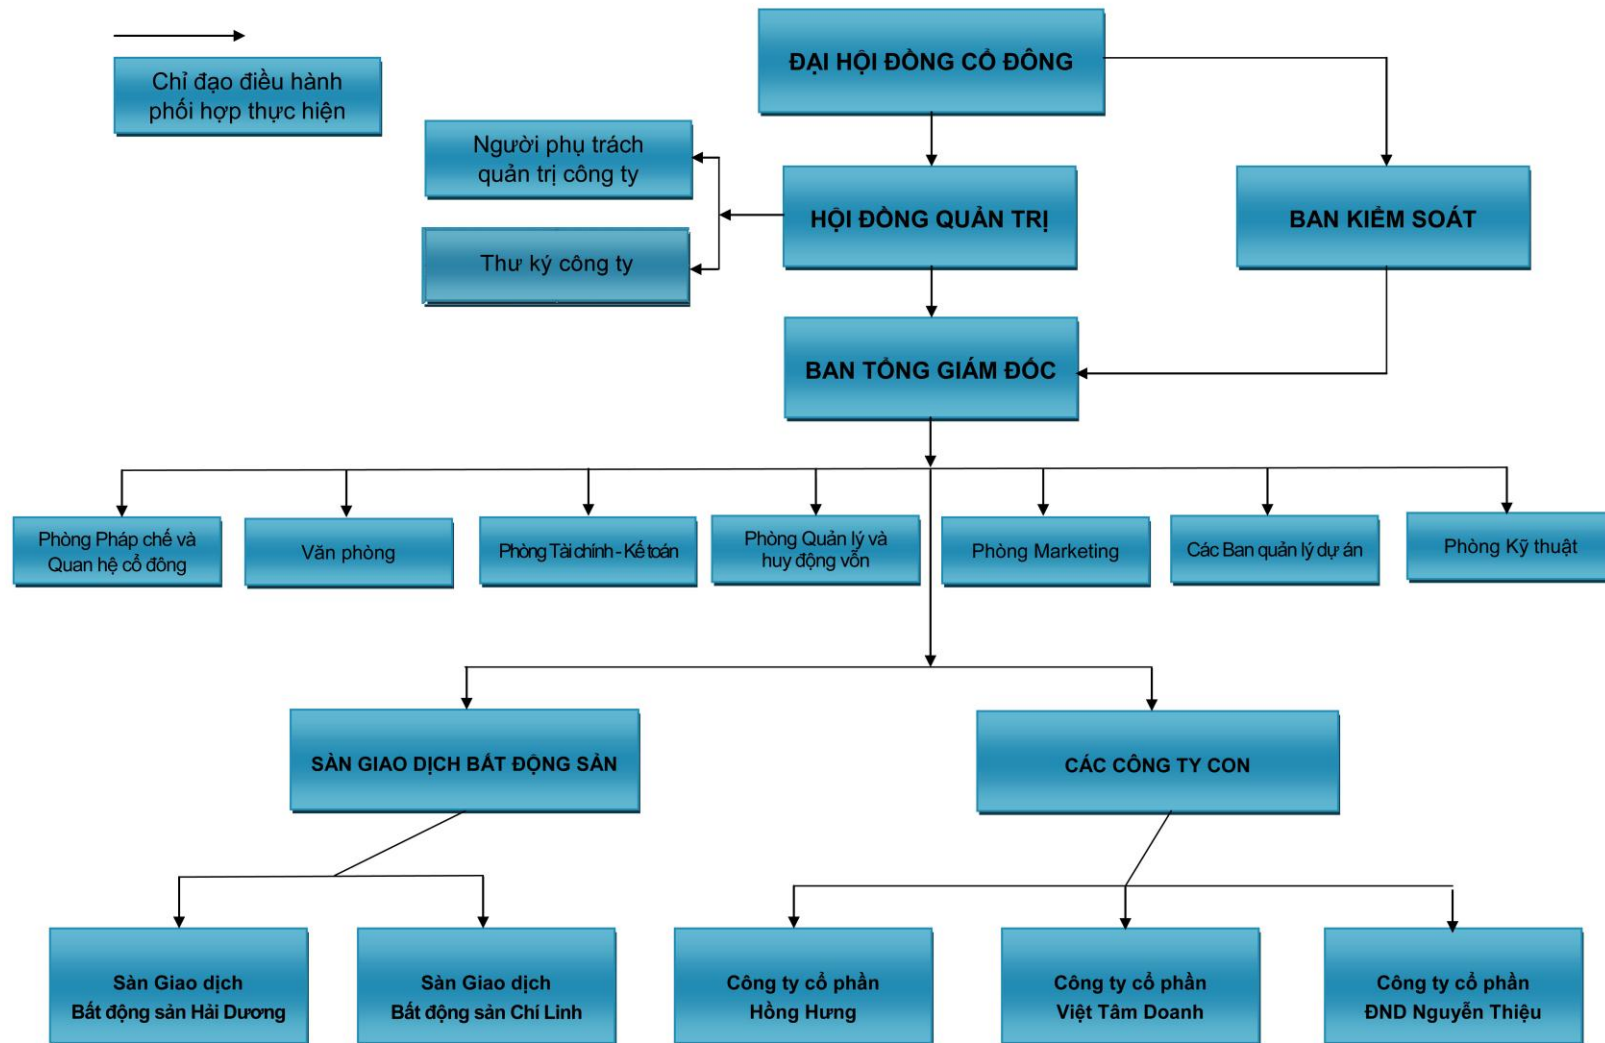 ĐẠI HỘI ĐỒNG CỔ ĐÔNG
Chỉ đạo điều hành
phối hợp thực hiện
Người phụ trách
quản trị công ty
HỘI ĐỒNG QUẢN TRỊ
BAN KIỂM SOÁT
Thư ký công ty
BAN TỔNG GIÁM ĐỐC
Phòng Pháp chế và
Quan hệ cổ đông
Văn phòng
Phòng Tài chính - Kế toán
Phòng Quản lý và
huy động vốn
Phòng Marketing
Các Ban quản lý dự án
Phòng Kỹ thuật
SÀN GIAO DỊCH BẤT ĐỘNG SẢN
CÁC CÔNG TY CON
Sàn Giao dịch
Bất động sản Hải Dương
Sàn Giao dịch
Bất động sản Chí Linh
Công ty cổ phần
Hồng Hưng
Công ty cổ phần
Việt Tâm Doanh
Công ty cổ phần
ĐND Nguyễn Thiệu